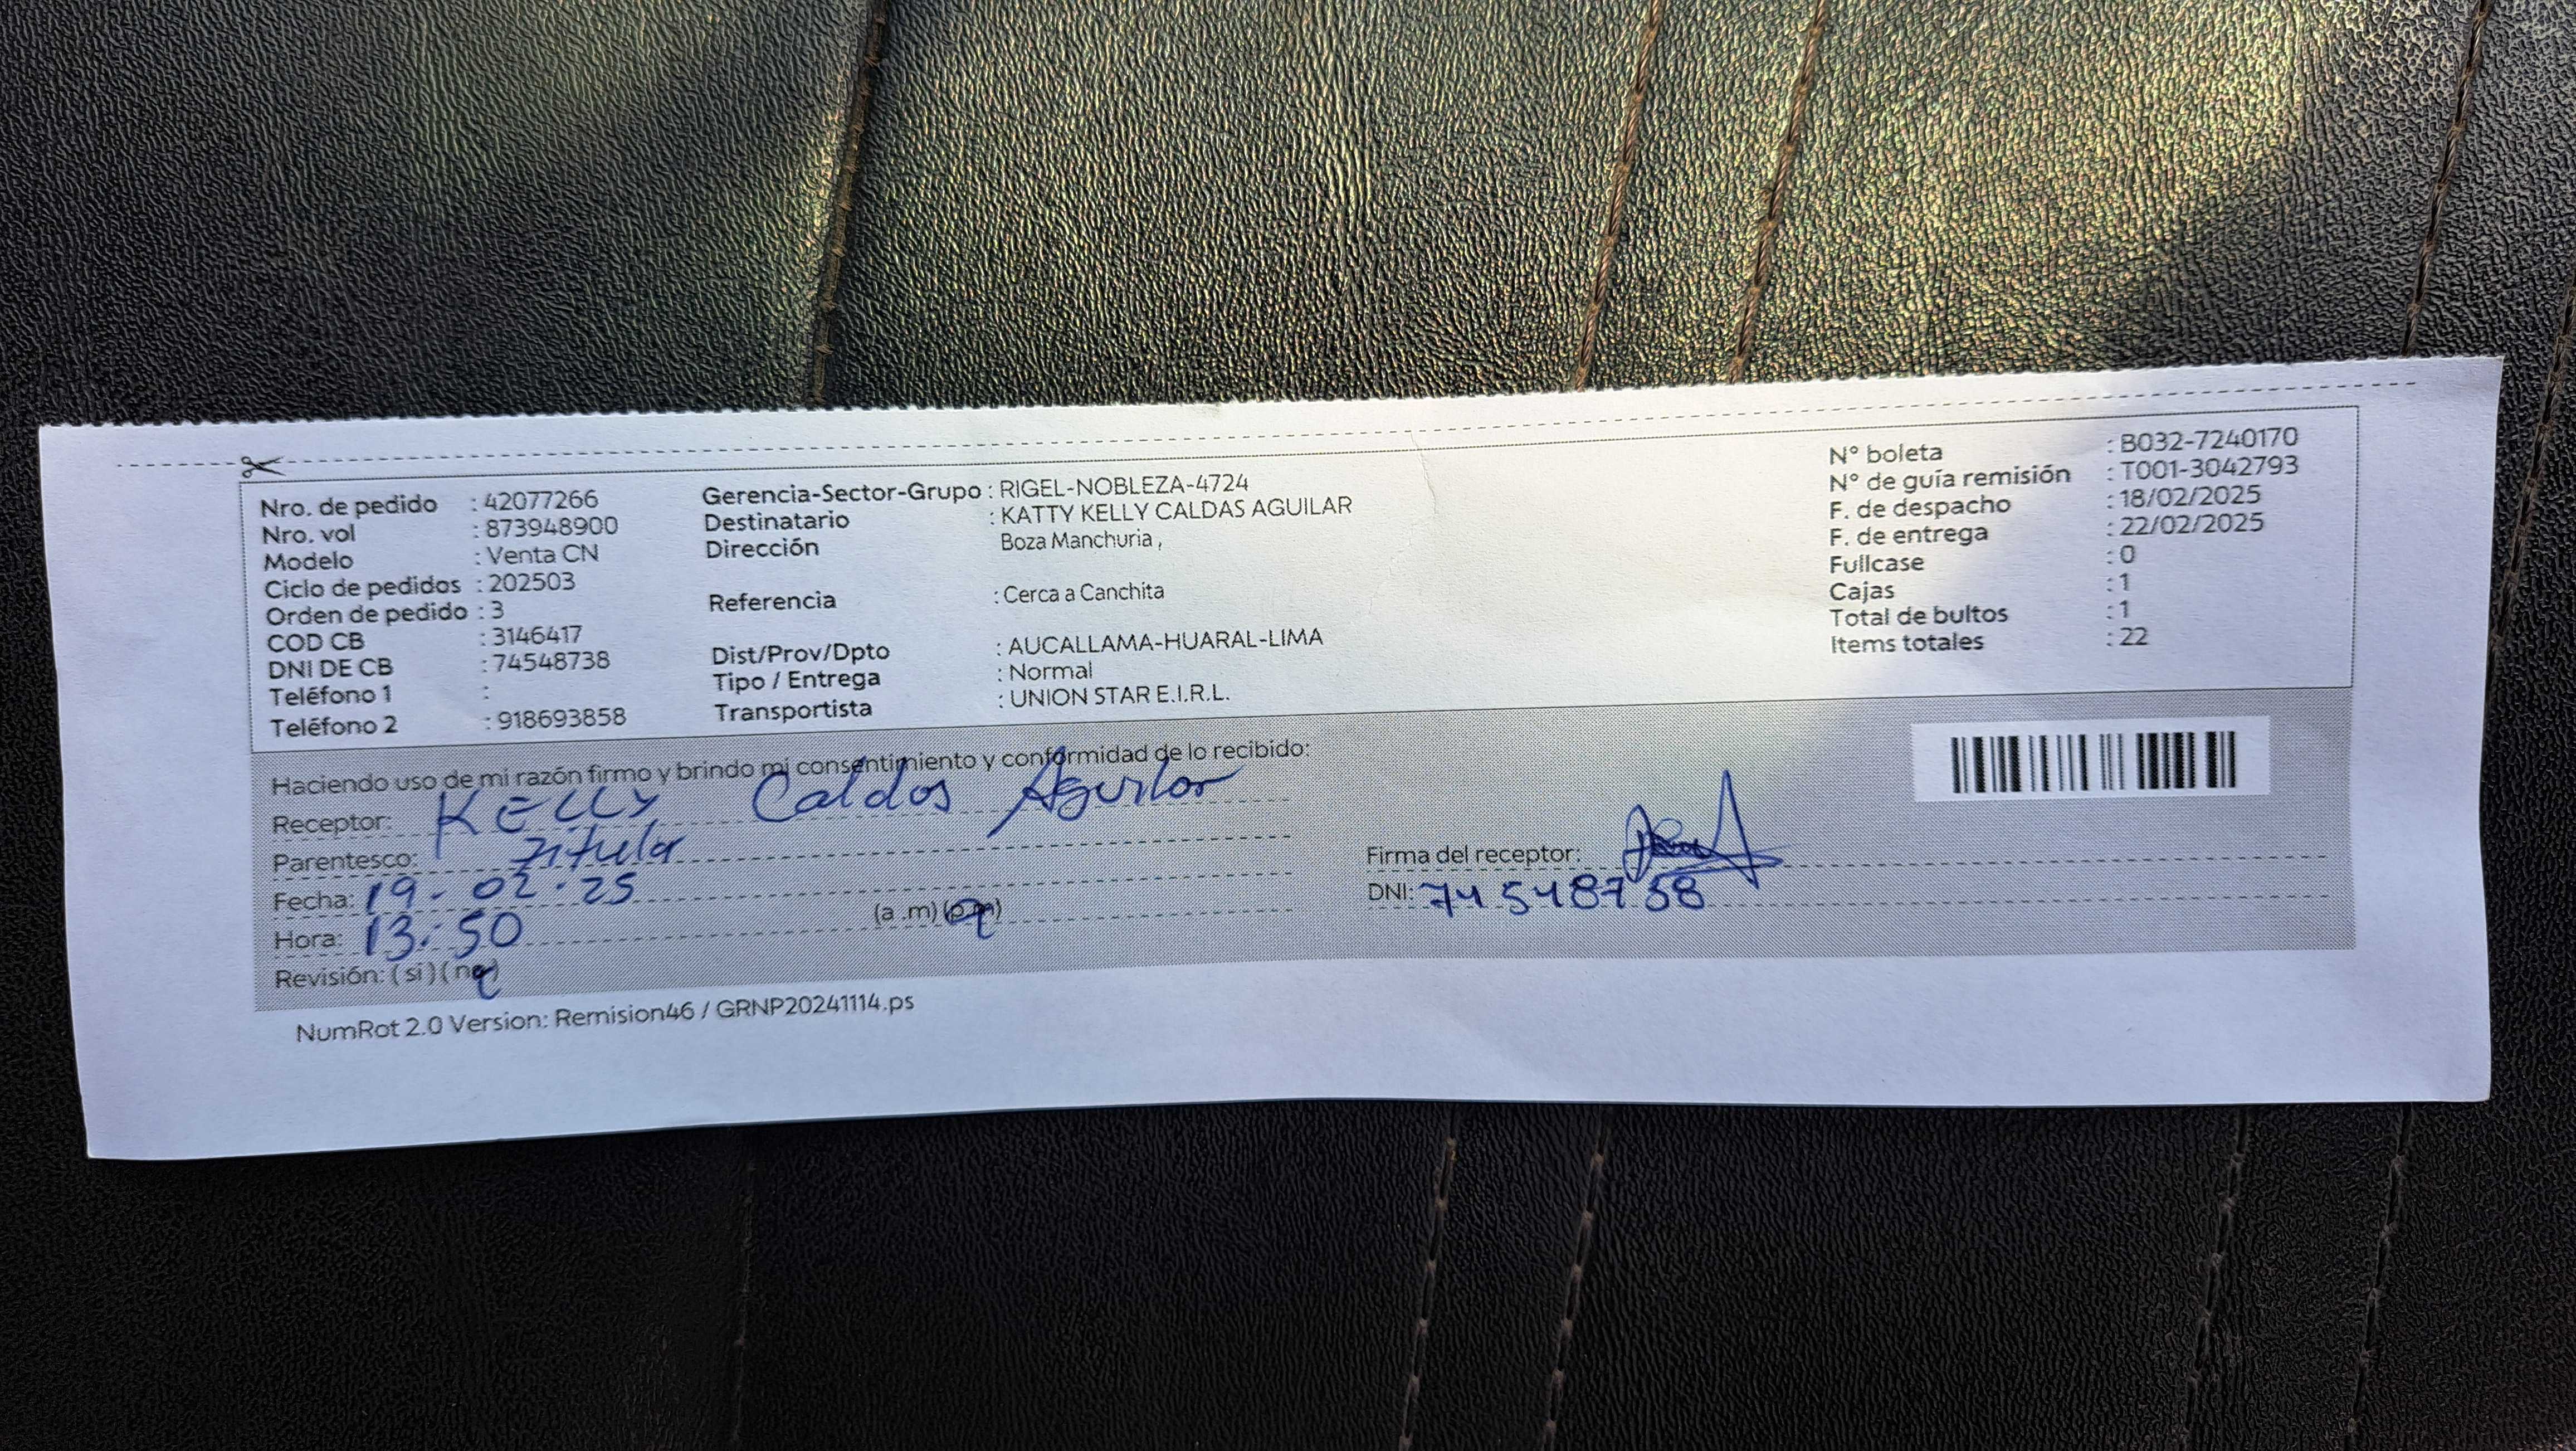 Nro. de pedido : 42077266
Nro. vol : 873948900
Modelo : Venta CN
Ciclo de pedidos : 202503
Orden de pedido : 3
COD CB : 3146417
DNI DE CB : 74548738
Teléfono 1 :
Teléfono 2 : 918693858
Gerencia-Sector-Grupo : RIGEL-NOBLEZA-4724
Destinatario : KATTY KELLY CALDAS AGUILAR
Dirección Boza Manchuria ,
Referencia : Cerca a Canchita
Dist/Prov/Dpto : AUCALLAMA-HUARAL-LIMA
Tipo / Entrega : Normal
Transportista : UNION STAR E.I.R.L.
N° boleta : B032-7240170
N° de guía remisión : T001-3042793
F. de despacho : 18/02/2025
F. de entrega : 22/02/2025
Fullcase : 0
Cajas : 1
Total de bultos : 1
Items totales : 22
Haciendo uso de mi razón firmo y brindo mi consentimiento y conformidad de lo recibido:
Receptor: KELLY Caldas Aguilar
Parentesco: Titular
Fecha: 19-02-25
Hora: 13:50 (a .m) (p.m)
Revisión: ( si ) ( no )
Firma del receptor:
DNI: 74548738
NumRot 2.0 Version: Remision46 / GRNP20241114.ps